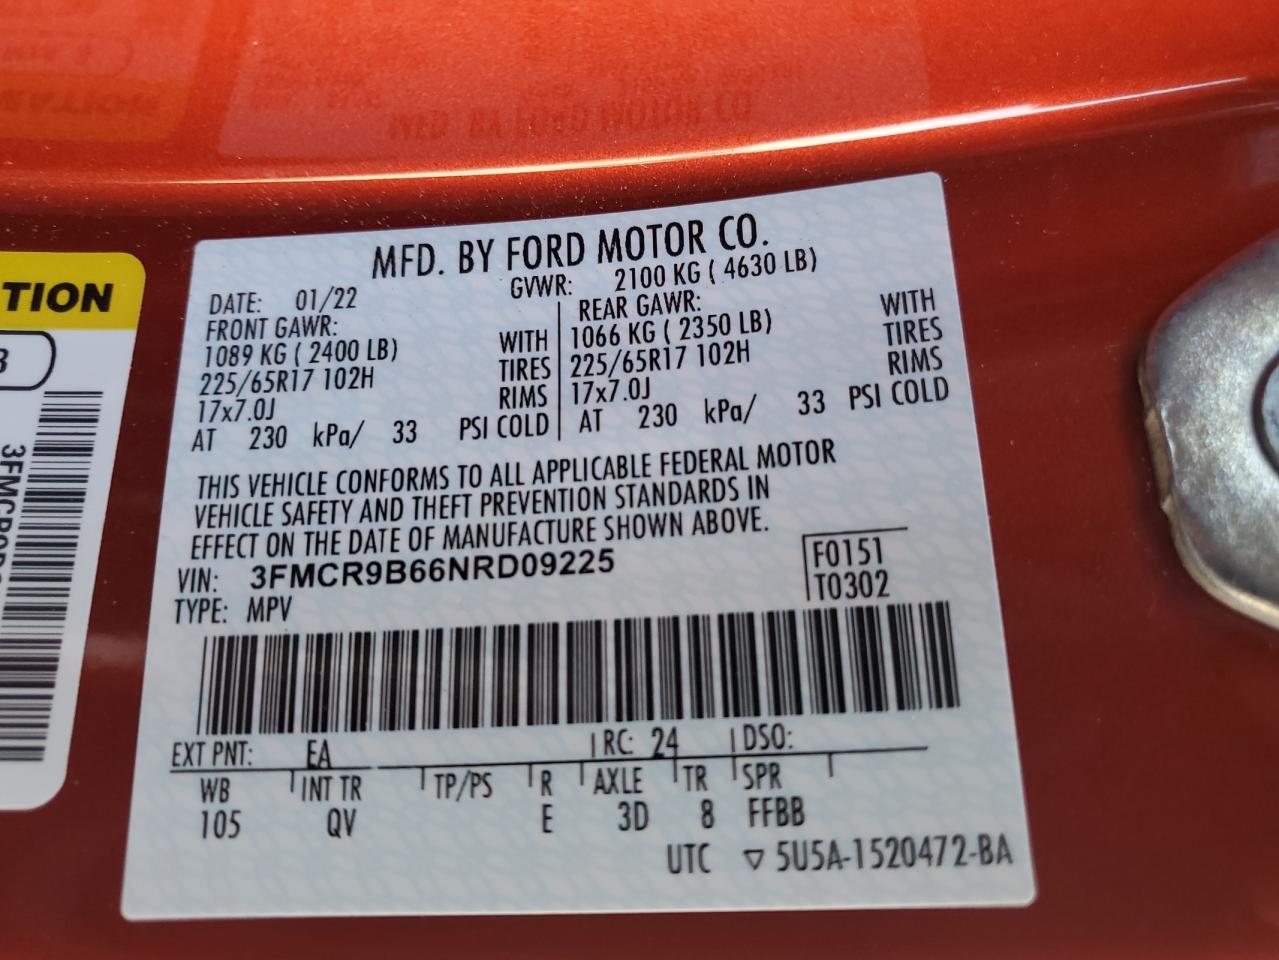 MFD. BY FORD MOTOR CO.
DATE: 01/22 GVWR: 2100 KG ( 4630 LB)
FRONT GAWR: REAR GAWR:
1089 KG ( 2400 LB) WITH 1066 KG ( 2350 LB) WITH
225/65R17 102H TIRES 225/65R17 102H TIRES
17x7.0J RIMS 17x7.0J RIMS
AT 230 kPa/ 33 PSI COLD AT 230 kPa/ 33 PSI COLD
THIS VEHICLE CONFORMS TO ALL APPLICABLE FEDERAL MOTOR
VEHICLE SAFETY AND THEFT PREVENTION STANDARDS IN
EFFECT ON THE DATE OF MANUFACTURE SHOWN ABOVE.
VIN: 3FMCR9B66NRD09225 F0151
TYPE: MPV T0302
EXT PNT: EA RC: 24 DSO:
WB INT TR TP/PS R AXLE TR SPR
105 QV E 3D 8 FFBB
UTC ▽ 5U5A-1520472-BA
TION